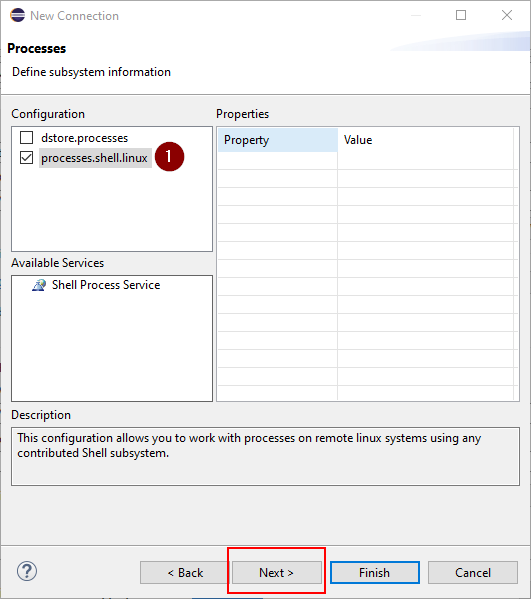 New Connection
Processes
Define subsystem information
Configuration
Properties
dstore.processes
processes.shell.linux
1
Property Value
Available Services
Shell Process Service
Description
This configuration allows you to work with processes on remote linux systems using any
contributed Shell subsystem.
?
< Back
Next >
Finish
Cancel